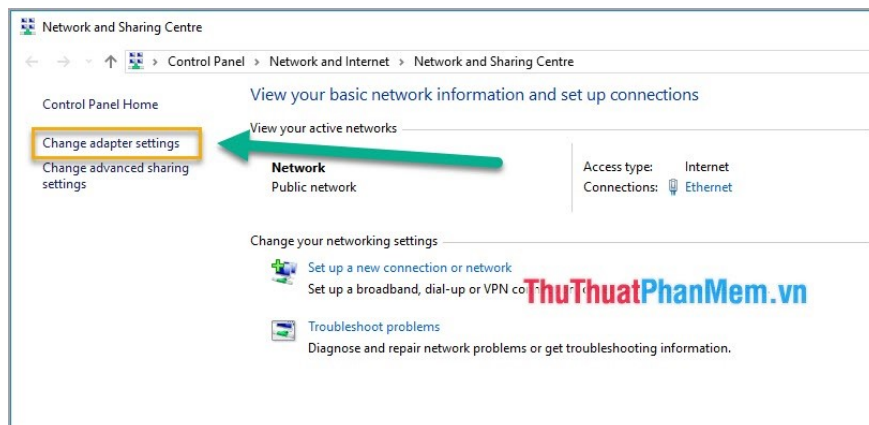 Network and Sharing Centre
Control Panel > Network and Internet > Network and Sharing Centre
Control Panel Home
Change adapter settings
Change advanced sharing
settings
View your basic network information and set up connections
View your active networks
Network
Public network
Access type: Internet
Connections: Ethernet
Change your networking settings
Set up a new connection or network
Set up a broadband, dial-up or VPN
ThuThuatPhanMem.vn
Troubleshoot problems
Diagnose and repair network problems or get troubleshooting information.